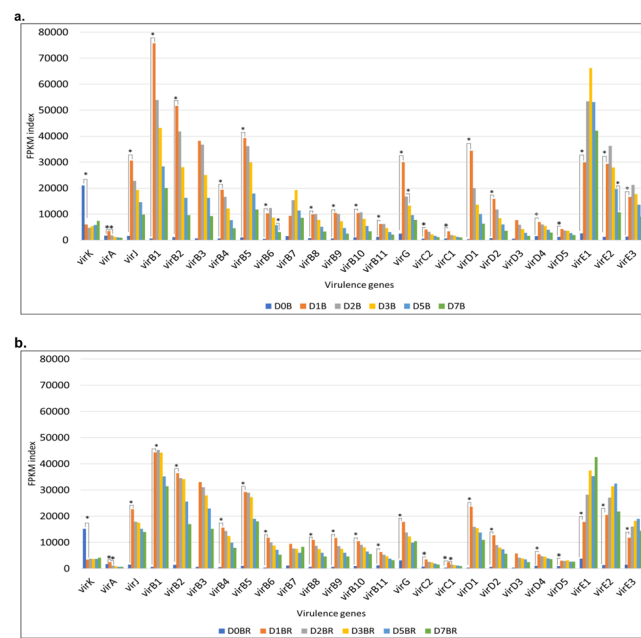 a.
80000
70000
60000
50000
40000
30000
20000
10000
0
FPKM index
virK virA virJ virB1 virB2 virB3 virB4 virB5 virB6 virB7 virB8 virB9 virB10 virB11 virG virC2 virC1 virD1 virD2 virD3 virD4 virD5 virE1 virE2 virE3
Virulence genes
D0B D1B D2B D3B D5B D7B
b.
80000
70000
60000
50000
40000
30000
20000
10000
0
FPKM index
virK virA virJ virB1 virB2 virB3 virB4 virB5 virB6 virB7 virB8 virB9 virB10 virB11 virG virC2 virC1 virD1 virD2 virD3 virD4 virD5 virE1 virE2 virE3
Virulence genes
D0BR D1BR D2BR D3BR D5BR D7BR